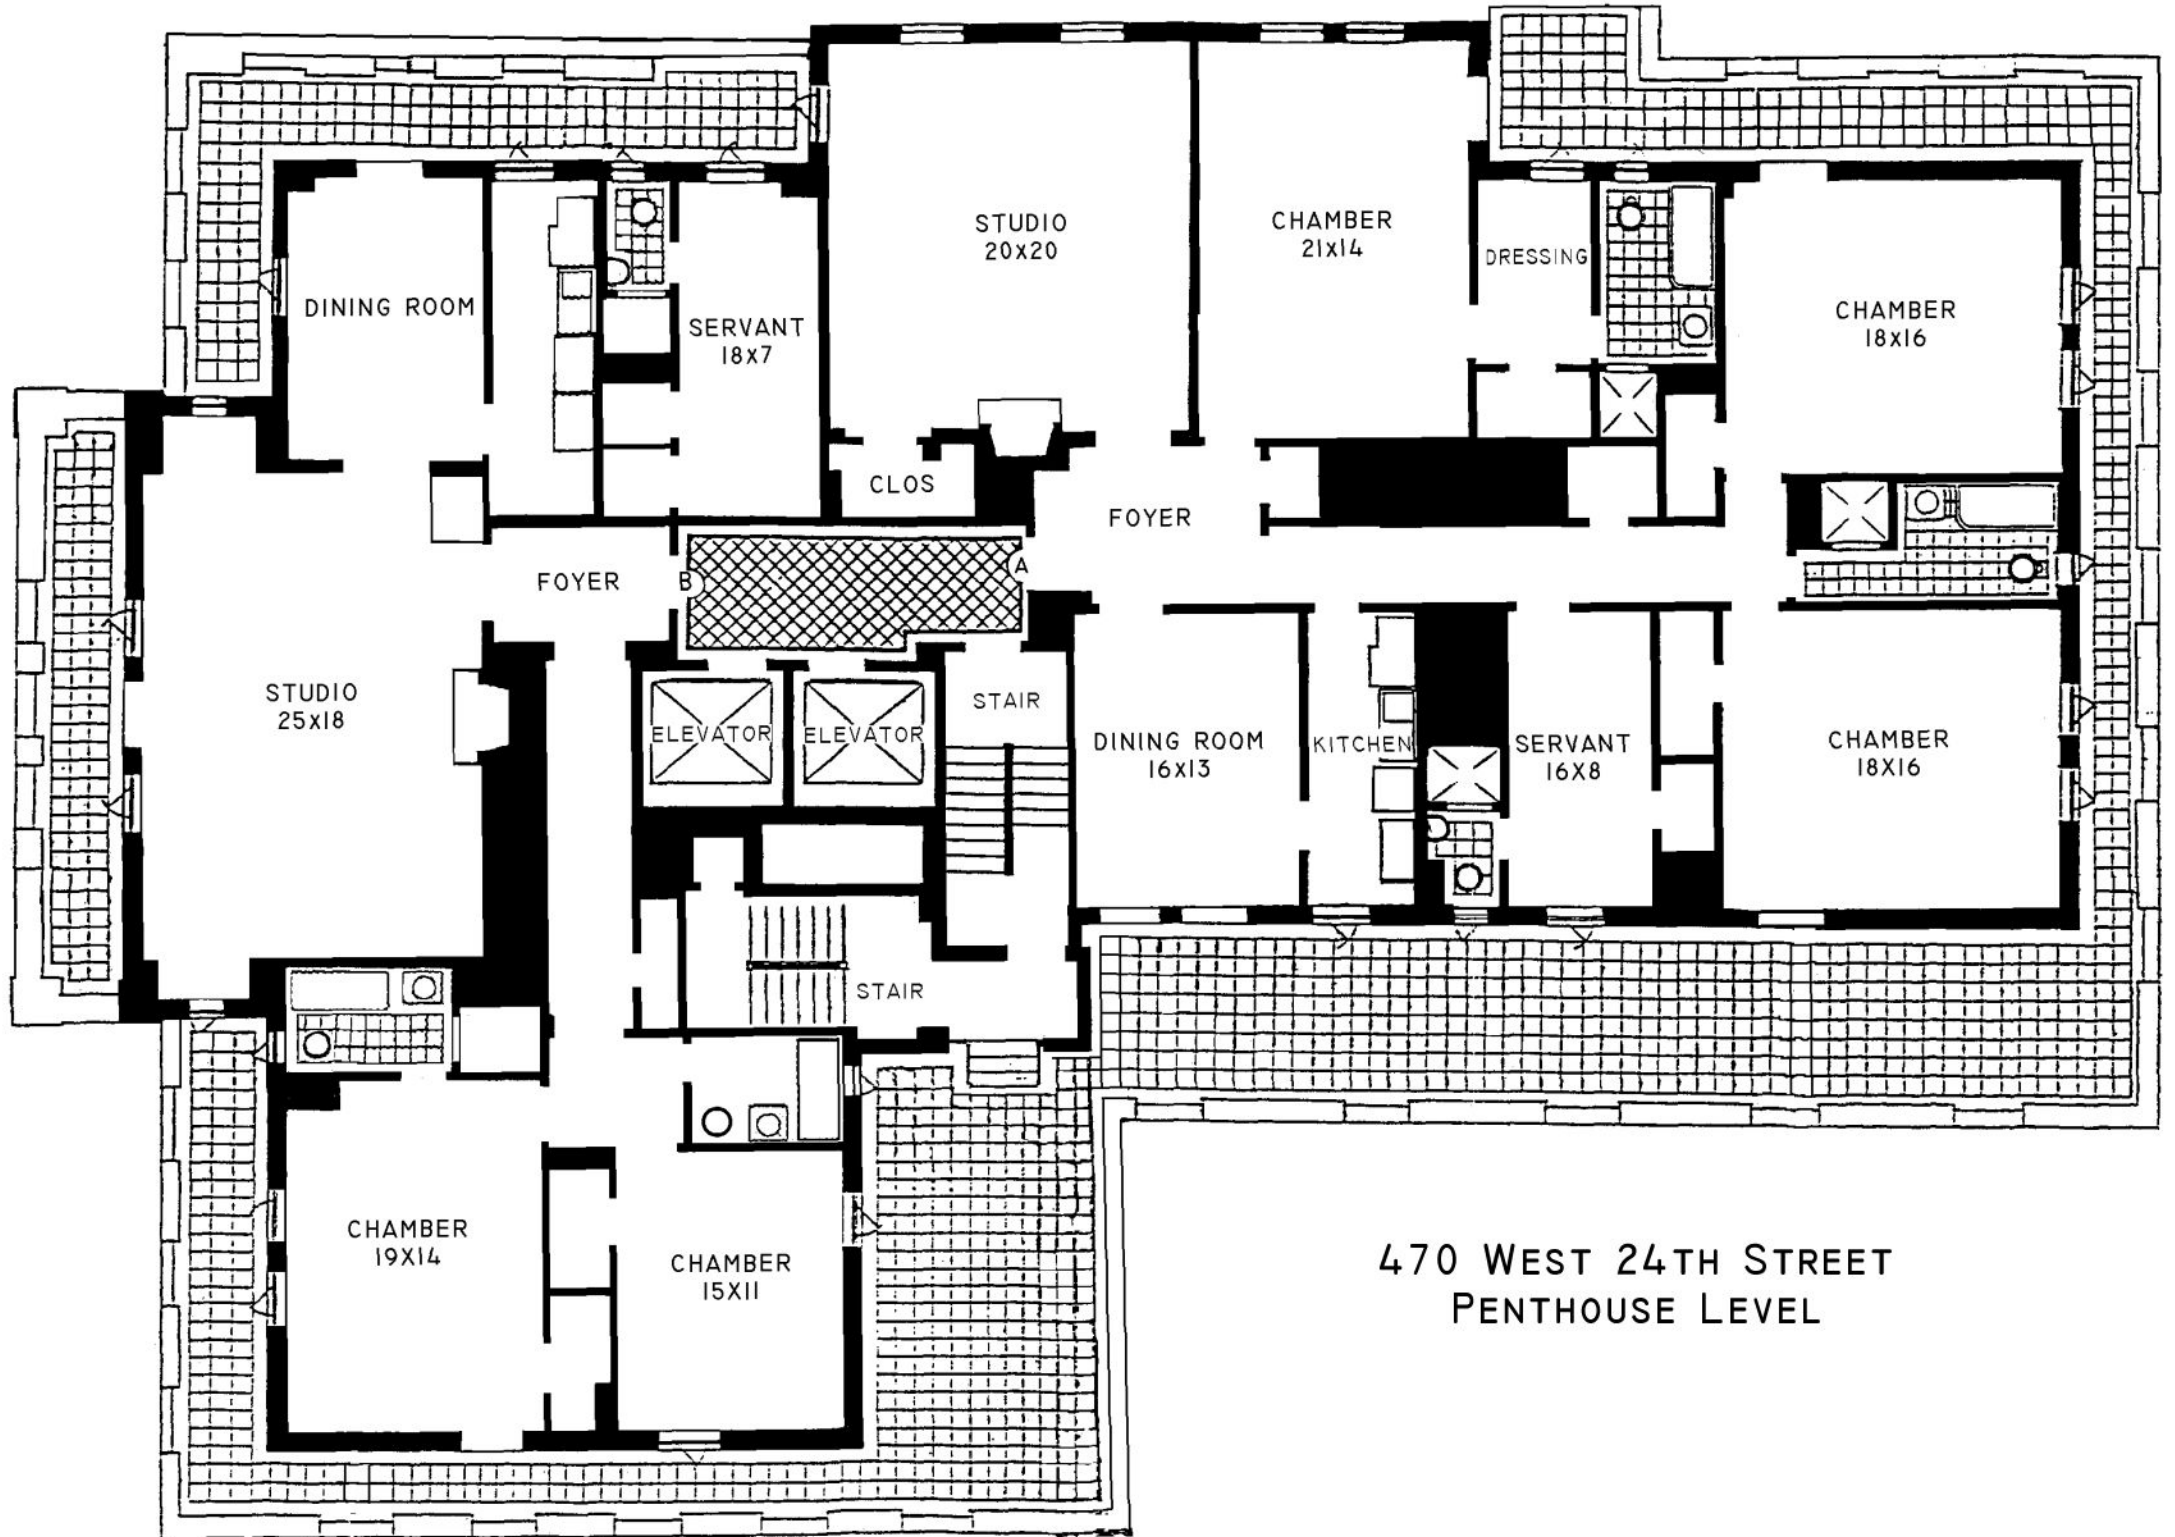 STUDIO
20x20
CHAMBER
21x14
DRESSING
CHAMBER
18x16
DINING ROOM
SERVANT
18x7
CLOS
FOYER
FOYER
B
A
STUDIO
25x18
ELEVATOR
ELEVATOR
STAIR
DINING ROOM
16x13
KITCHEN
SERVANT
16X8
CHAMBER
18X16
STAIR
CHAMBER
19X14
CHAMBER
15X11
470 WEST 24TH STREET
PENTHOUSE LEVEL